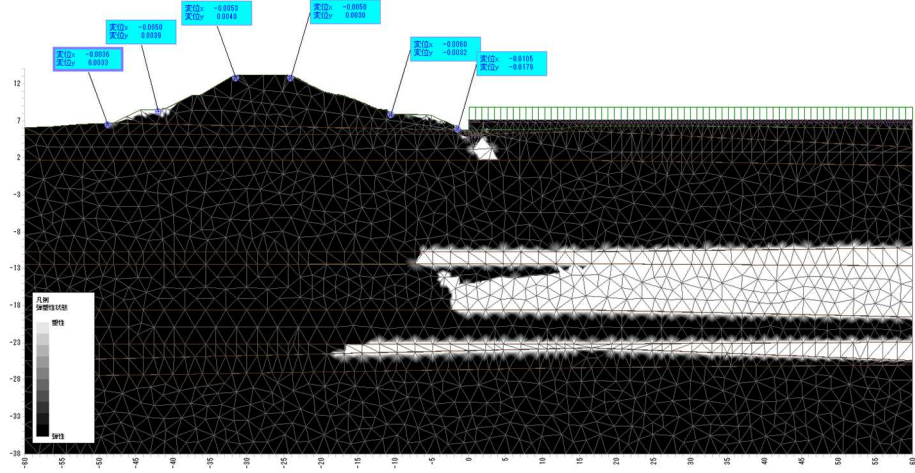 変位x -0.0053
変位y 0.0040
変位x -0.0050
変位y 0.0030
変位x -0.0050
変位y 0.0039
変位x -0.0060
変位y -0.0032
変位x -0.0036
変位y 0.0033
変位x -0.0105
変位y -0.0179
12
7
2
-3
-8
-13
-18
-23
-28
-33
-38
凡例
弾塑性状態
塑性
弾性
-60 -55 -50 -45 -40 -35 -30 -25 -20 -15 -10 -5 0 5 10 15 20 25 30 35 40 45 50 55 60